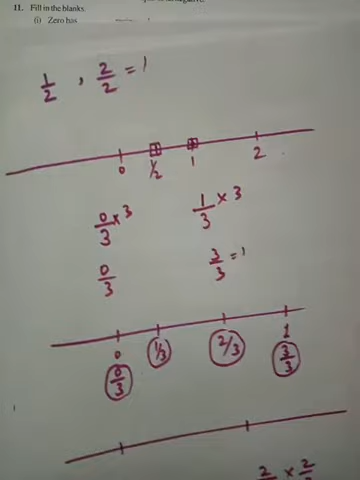 11. Fill in the blanks.
(i) Zero has
1/2 , 2/2 = 1
0 1/2 1 2
0/3 × 3 1/3 × 3
0/3 3/3 = 1
0 1/3 2/3 1
0/3 3/3
2 × 2